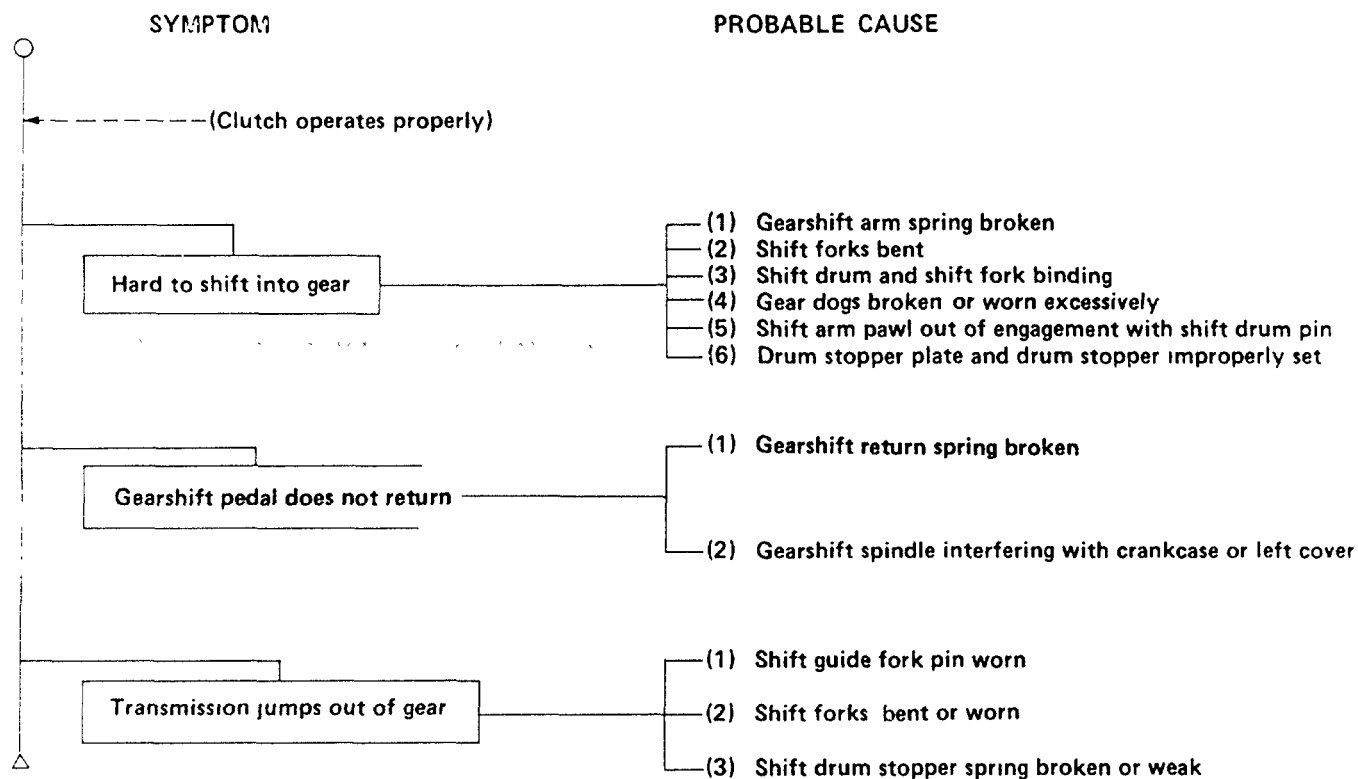 SYMPTOM PROBABLE CAUSE
(Clutch operates properly)
Hard to shift into gear
(1) Gearshift arm spring broken
(2) Shift forks bent
(3) Shift drum and shift fork binding
(4) Gear dogs broken or worn excessively
(5) Shift arm pawl out of engagement with shift drum pin
(6) Drum stopper plate and drum stopper improperly set
Gearshift pedal does not return
(1) Gearshift return spring broken
(2) Gearshift spindle interfering with crankcase or left cover
Transmission jumps out of gear
(1) Shift guide fork pin worn
(2) Shift forks bent or worn
(3) Shift drum stopper spring broken or weak